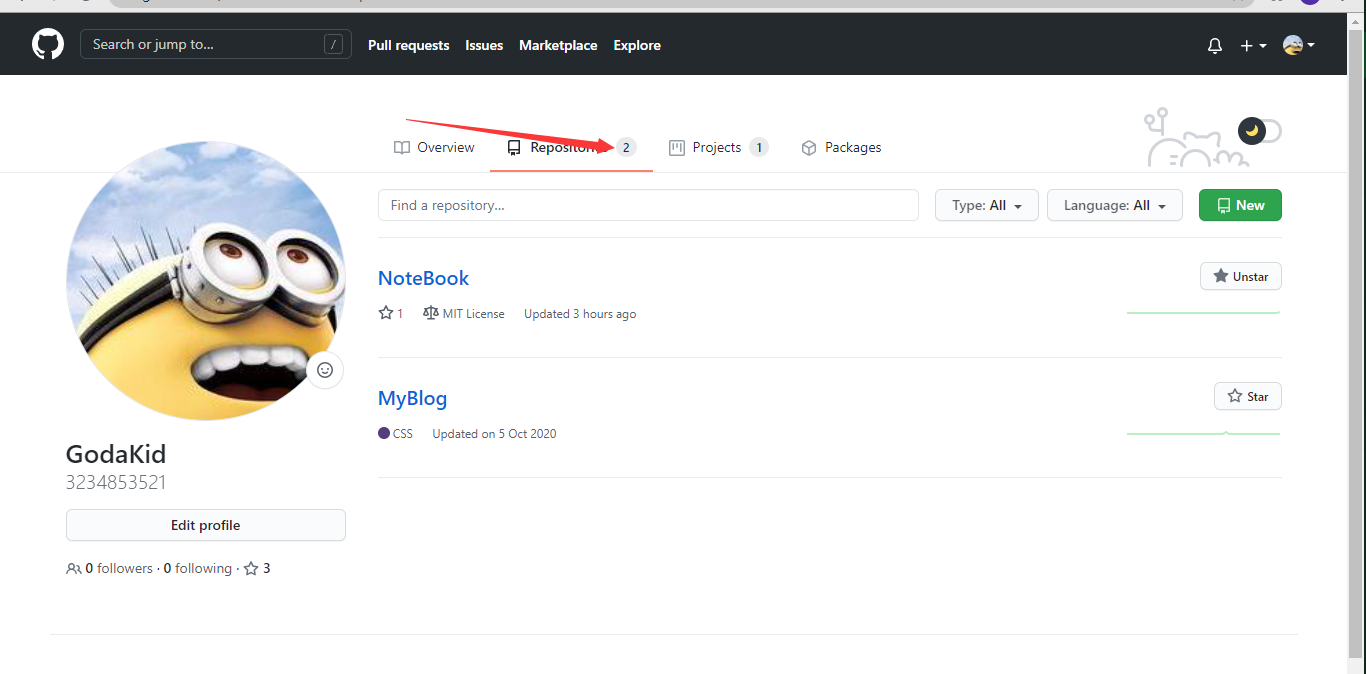 Search or jump to... / Pull requests Issues Marketplace Explore
Overview Repositories 2 Projects 1 Packages
Find a repository... Type: All Language: All New
NoteBook Unstar
1 MIT License Updated 3 hours ago
MyBlog Star
CSS Updated on 5 Oct 2020
GodaKid
3234853521
Edit profile
0 followers · 0 following · 3